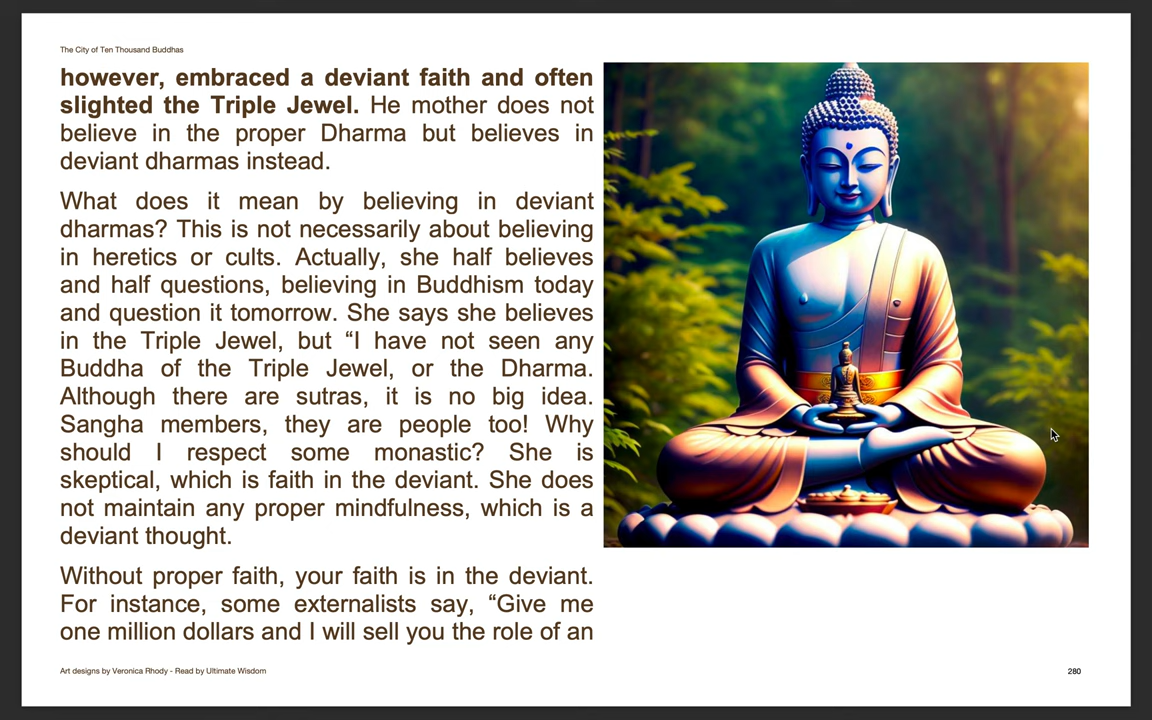 The City of Ten Thousand Buddhas
however, embraced a deviant faith and often
slighted the Triple Jewel. He mother does not
believe in the proper Dharma but believes in
deviant dharmas instead.
What does it mean by believing in deviant
dharmas? This is not necessarily about believing
in heretics or cults. Actually, she half believes
and half questions, believing in Buddhism today
and question it tomorrow. She says she believes
in the Triple Jewel, but “I have not seen any
Buddha of the Triple Jewel, or the Dharma.
Although there are sutras, it is no big idea.
Sangha members, they are people too! Why
should I respect some monastic? She is
skeptical, which is faith in the deviant. She does
not maintain any proper mindfulness, which is a
deviant thought.
Without proper faith, your faith is in the deviant.
For instance, some externalists say, “Give me
one million dollars and I will sell you the role of an
Art designs by Veronica Rhody - Read by Ultimate Wisdom
280